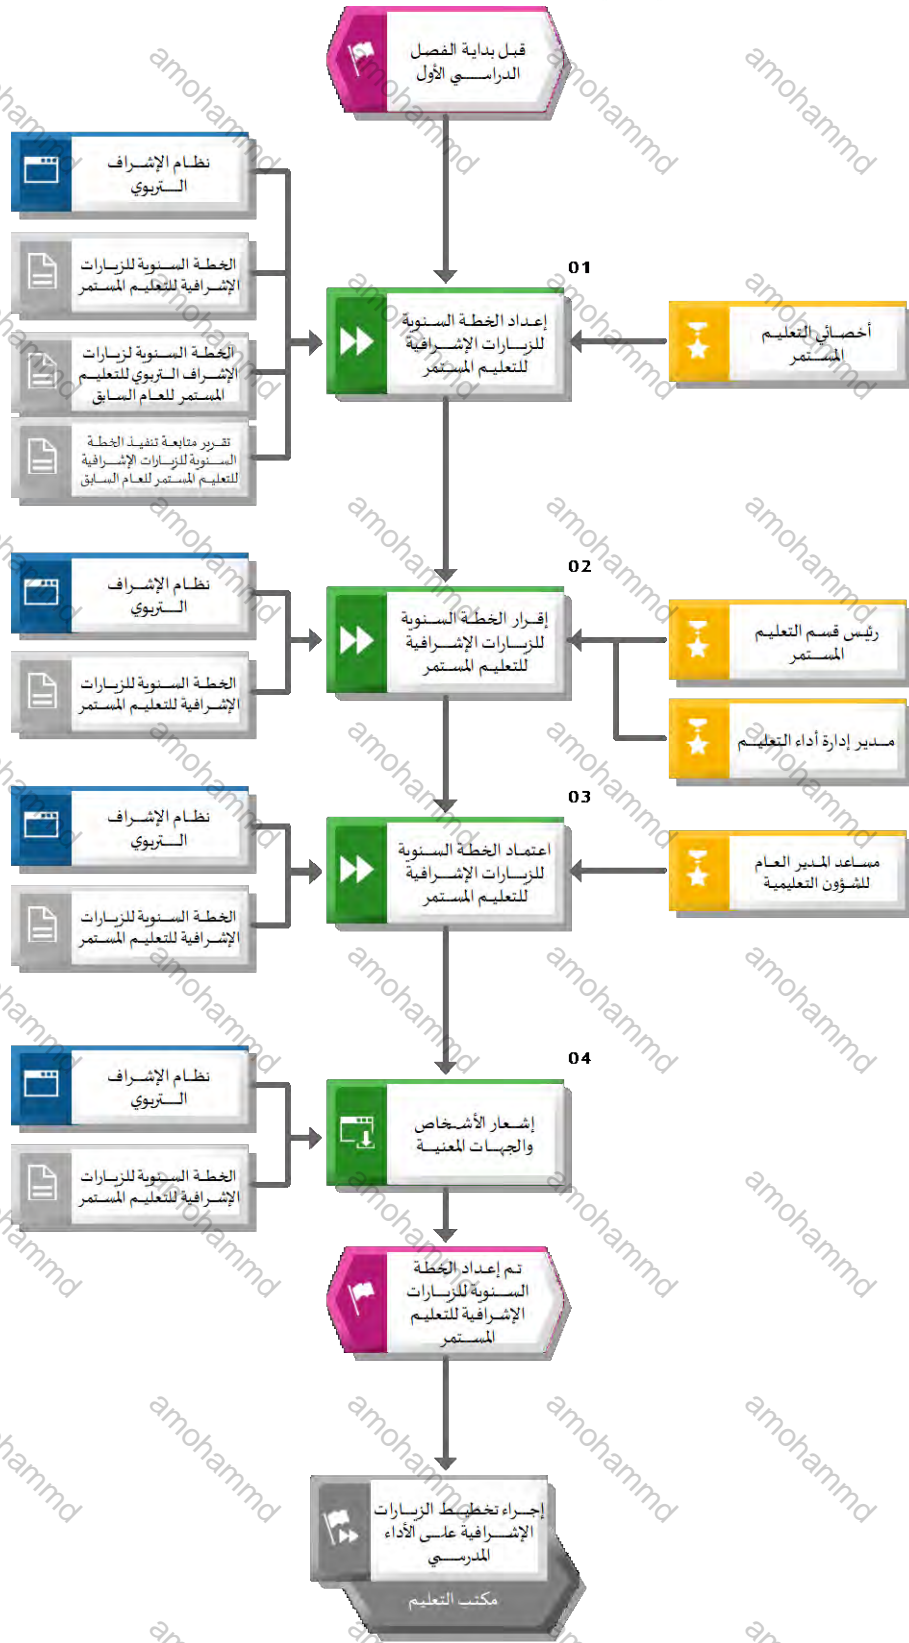 قبل بداية الفصل
الدراسي الأول
نظام الإشراف
التربوي
الخطة السنوية للزيارات
الإشرافية للتعليم المستمر
الخطة السنوية لزيارات
الإشراف التربوي للتعليم
المستمر للعام السابق
تقرير متابعة تنفيذ الخطة
السنوية للزيارات الإشرافية
للتعليم المستمر للعام السابق
01
إعداد الخطة السنوية
للزيارات الإشرافية
للتعليم المستمر
أخصائي التعليم
المستمر
02
إقرار الخطة السنوية
للزيارات الإشرافية
للتعليم المستمر
رئيس قسم التعليم
المستمر
مدير إدارة أداء التعليم
نظام الإشراف
التربوي
الخطة السنوية للزيارات
الإشرافية للتعليم المستمر
03
اعتماد الخطة السنوية
للزيارات الإشرافية
للتعليم المستمر
مساعد المدير العام
للشؤون التعليمية
نظام الإشراف
التربوي
الخطة السنوية للزيارات
الإشرافية للتعليم المستمر
04
إشعار الأشخاص
والجهات المعنية
نظام الإشراف
التربوي
الخطة السنوية للزيارات
الإشرافية للتعليم المستمر
تم إعداد الخطة
السنوية للزيارات
الإشرافية للتعليم
المستمر
إجراء تخطيط الزيارات
الإشرافية على الأداء
المدرسي
مكتب التعليم
amohammd